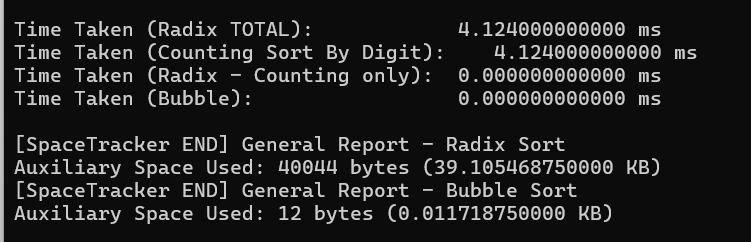 Time Taken (Radix TOTAL): 4.124000000000 ms
Time Taken (Counting Sort By Digit): 4.124000000000 ms
Time Taken (Radix - Counting only): 0.000000000000 ms
Time Taken (Bubble): 0.000000000000 ms
[SpaceTracker END] General Report - Radix Sort
Auxiliary Space Used: 40044 bytes (39.105468750000 KB)
[SpaceTracker END] General Report - Bubble Sort
Auxiliary Space Used: 12 bytes (0.011718750000 KB)